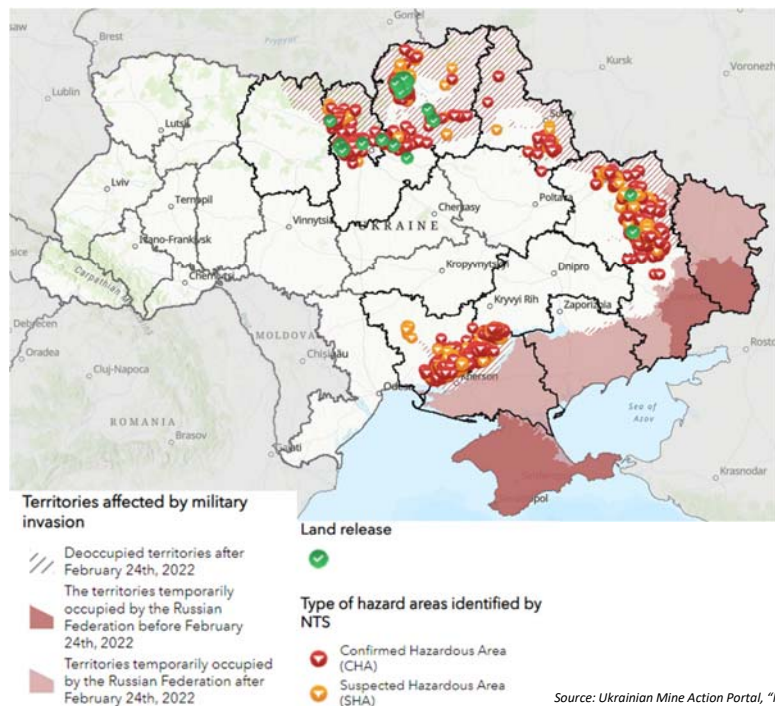 Gomel
Brest
Pripyat
Kursk
Voronezh
Lublin
Lutsk
Sumy
Lviv
Ternopil
Poltava
Vinnytsia
Cherkasy
UKRAINE
Ivano-Frankivsk
Chernivtsi
Kropyvnytskyi
Dnipro
Carpathian
Kryvyi Rih
Zaporizhia
Debrecen
MOLDOVA
Oradea
Chișinău
Rosto
Cluj-Napoca
Odesa
Kherson
ROMANIA
Sea of
Azov
Brasov
Galati
Krasnodar
Territories affected by military
invasion
Deoccupied territories after
February 24th, 2022
The territories temporarily
occupied by the Russian
Federation before February
24th, 2022
Territories temporarily occupied
by the Russian Federation after
February 24th, 2022
Land release
Type of hazard areas identified by
NTS
Confirmed Hazardous Area
(CHA)
Suspected Hazardous Area
(SHA)
Source: Ukrainian Mine Action Portal, “